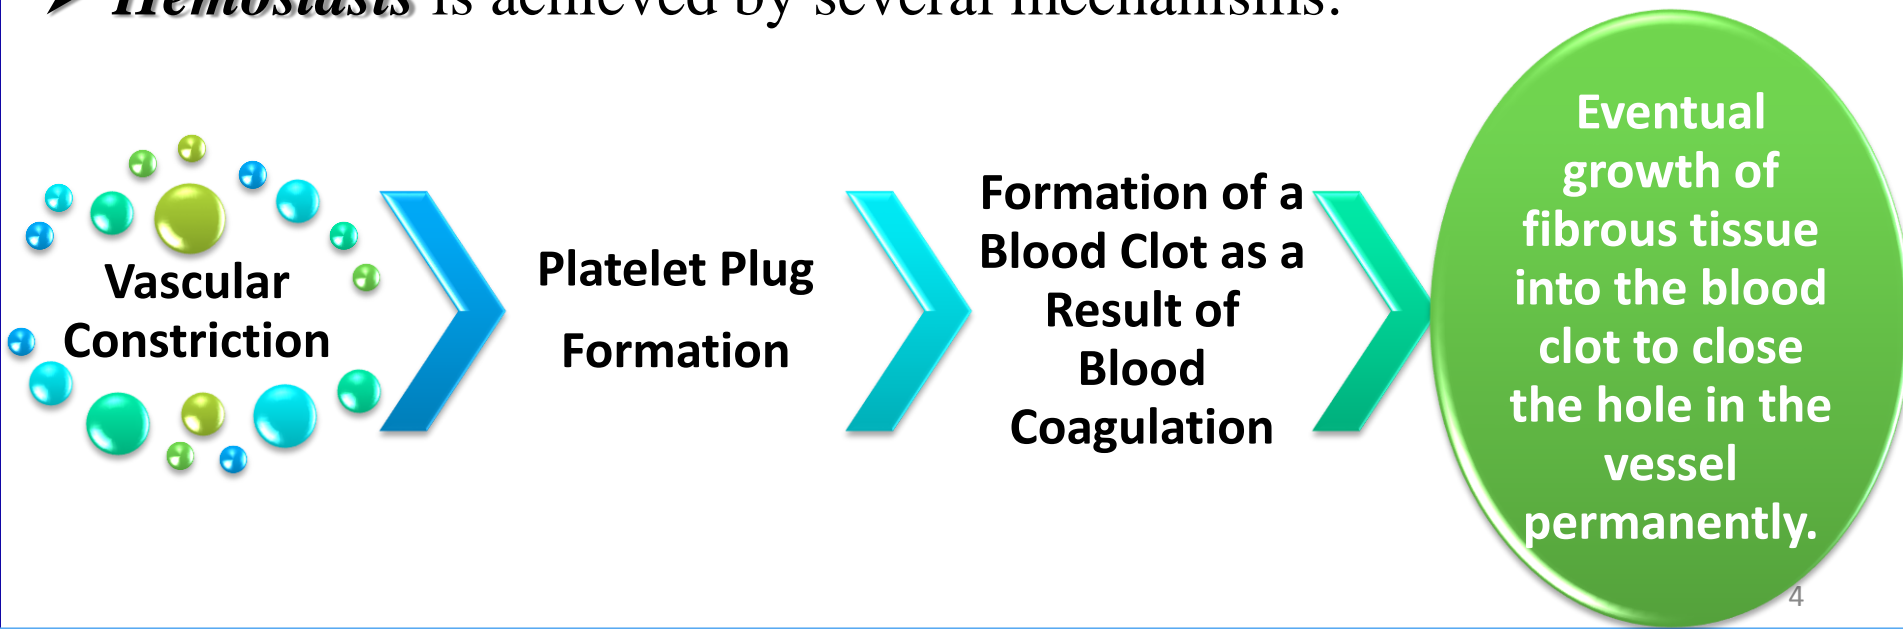 ➤ Hemostasis is achieved by several mechanisms:
Vascular
Constriction
Platelet Plug
Formation
Formation of a
Blood Clot as a
Result of
Blood
Coagulation
Eventual
growth of
fibrous tissue
into the blood
clot to close
the hole in the
vessel
permanently.
4